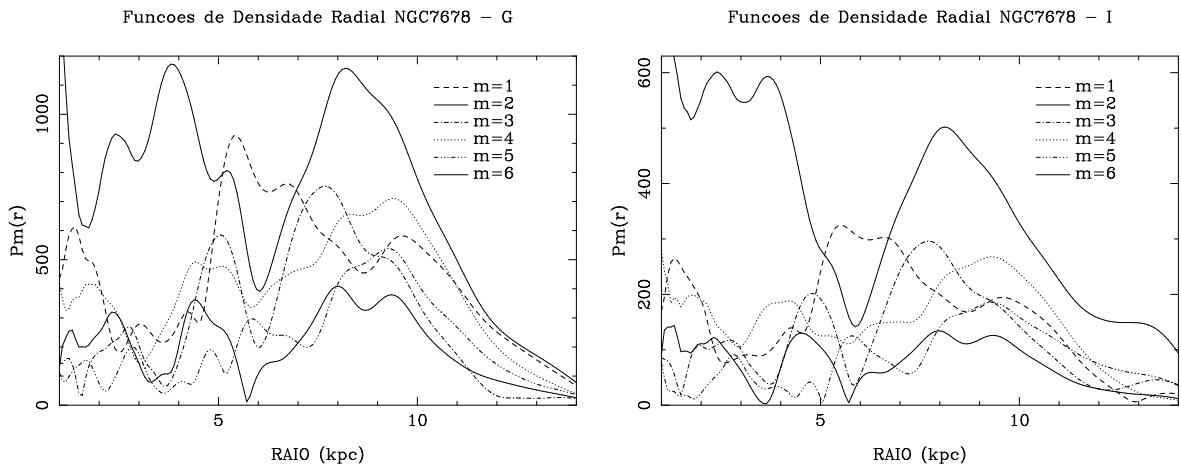 Funcoes de Densidade Radial NGC7678 − G
Pm(r)
0
500
1000
m=1
m=2
m=3
m=4
m=5
m=6
5
10
RAIO (kpc)
Funcoes de Densidade Radial NGC7678 − I
Pm(r)
0
200
400
600
m=1
m=2
m=3
m=4
m=5
m=6
5
10
RAIO (kpc)